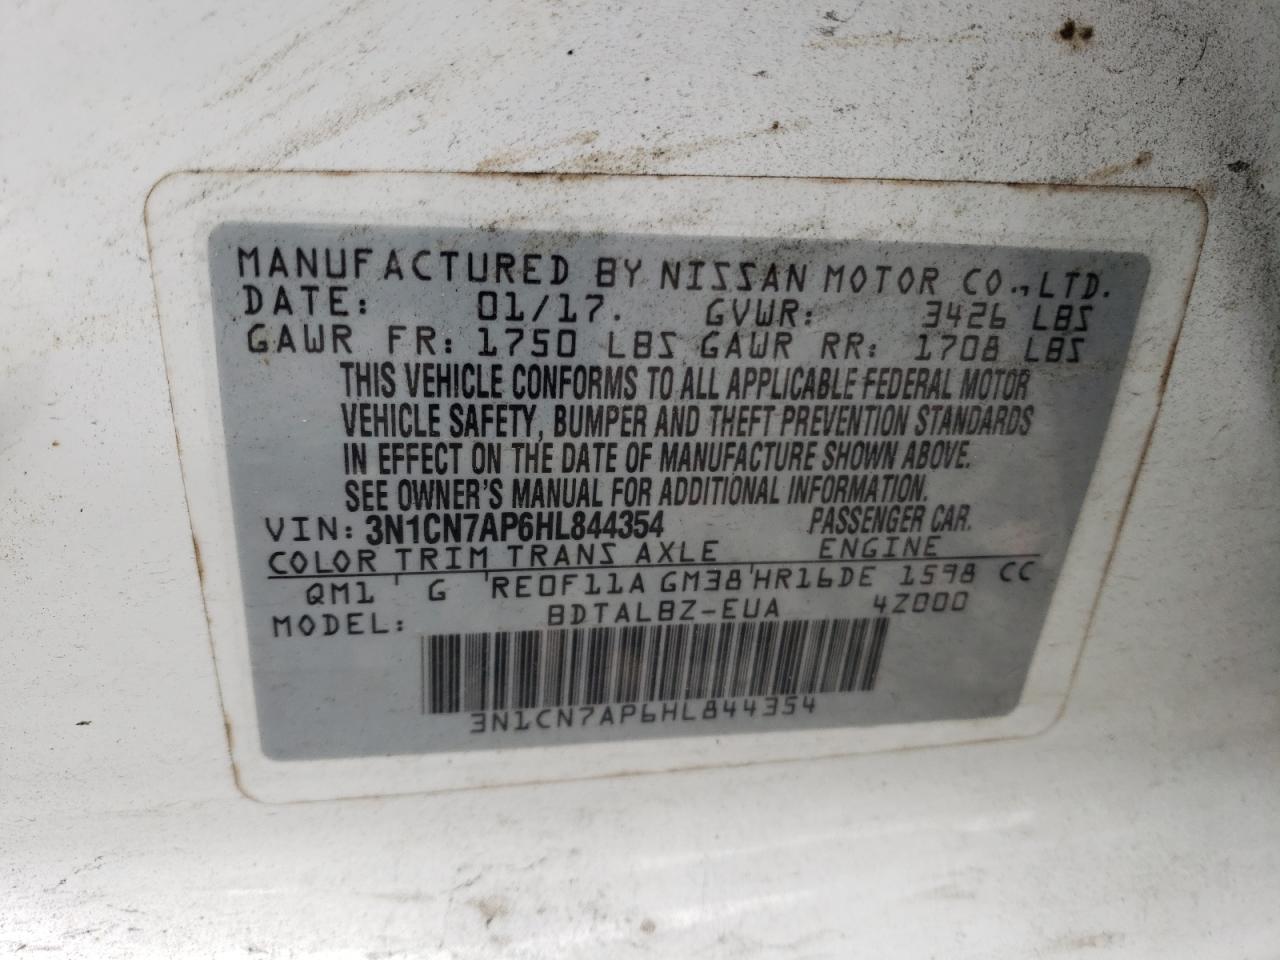 MANUFACTURED BY NISSAN MOTOR CO., LTD.
DATE: 01/17. GVWR: 3426 LBS
GAWR FR: 1750 LBS GAWR RR: 1708 LBS
THIS VEHICLE CONFORMS TO ALL APPLICABLE FEDERAL MOTOR
VEHICLE SAFETY, BUMPER AND THEFT PREVENTION STANDARDS
IN EFFECT ON THE DATE OF MANUFACTURE SHOWN ABOVE.
SEE OWNER'S MANUAL FOR ADDITIONAL INFORMATION.
VIN: 3N1CN7AP6HL844354 PASSENGER CAR.
COLOR TRIM TRANS AXLE ENGINE
QM1 G RE0F11A GM38 HR16DE 1598 CC
MODEL: BDTALBZ-EUA 4Z000
3N1CN7AP6HL844354